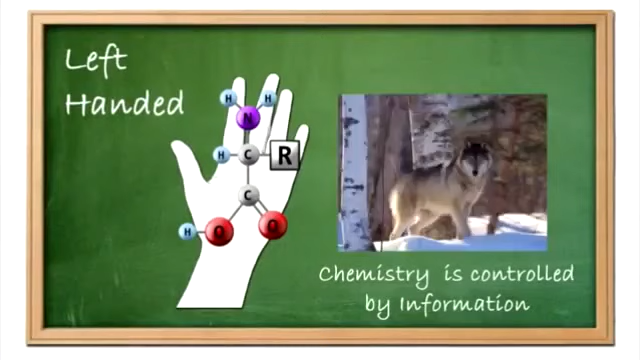 Left
Handed
H H
N
H C R
C
H O O
Chemistry is controlled
by Information